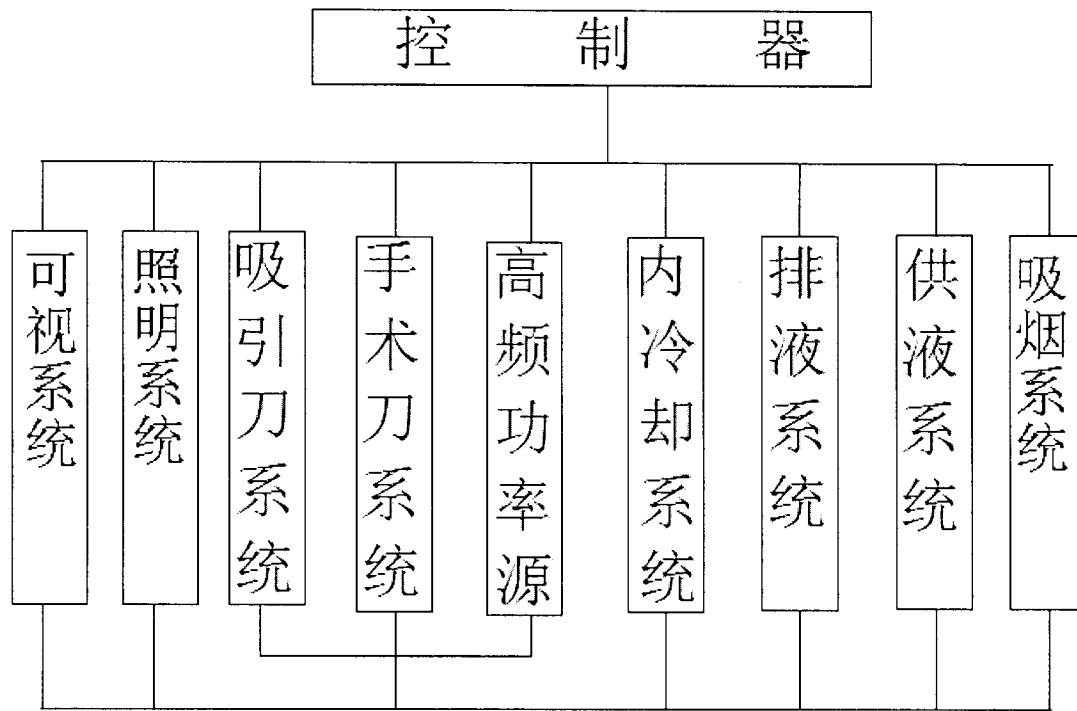 控制器
可视系统
照明系统
吸引刀系统
手术刀系统
高频功率源
内冷却系统
排液系统
供液系统
吸烟系统